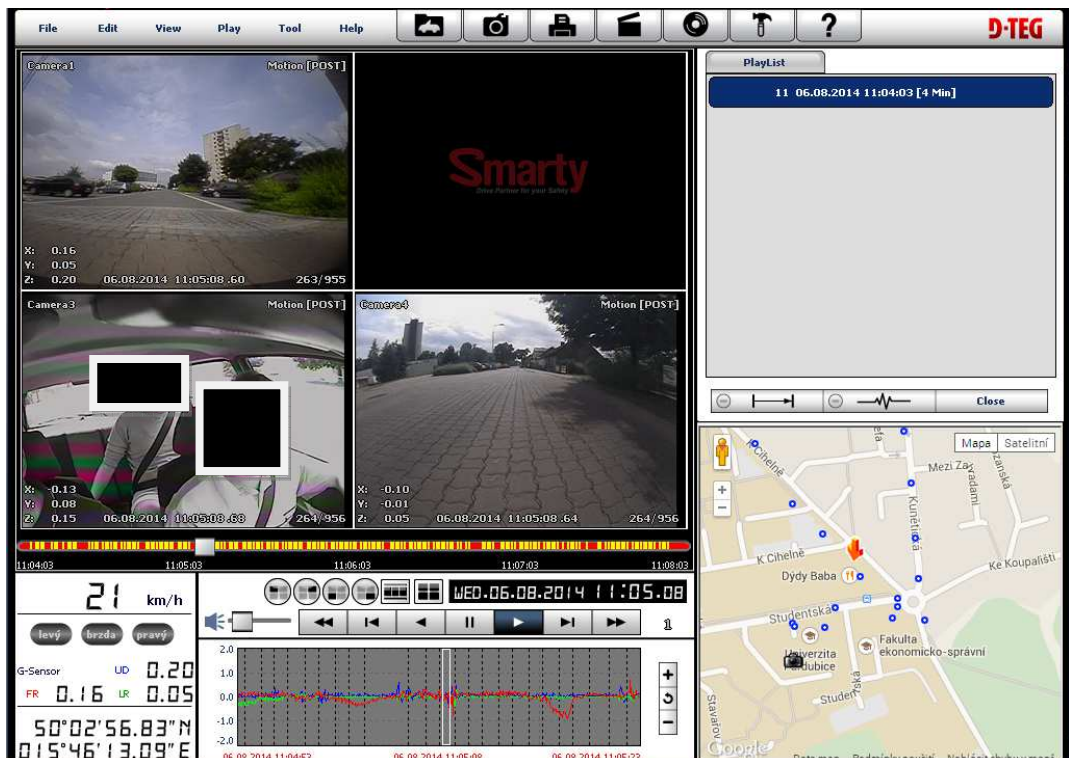 File Edit View Play Tool Help
D-TEG
Camera1 Motion [POST]
X: 0.16
Y: 0.05
Z: 0.20 06.08.2014 11:05:08 .60 263/955
Smarty
Drive Partner for your Safety
Camera3 Motion [POST]
X: -0.13
Y: 0.08
Z: 0.15 06.08.2014 11:05:08 .68 264/956
Camera4 Motion [POST]
X: -0.10
Y: -0.01
Z: 0.05 06.08.2014 11:05:08 .64 264/956
11:04:03 11:05:03 11:06:03 11:07:03 11:08:03
21 km/h
levý brzda pravý
G-Sensor UD 0.20
FR 0.16 LR 0.05
50°02'56.83"N
015°46'13.09"E
WED.06.08.2014 11:05.08
1
2.0
1.0
0.0
-1.0
-2.0
06.08.2014 11:04:53 06.08.2014 11:05:08 06.08.2014 11:05:23
PlayList
11 06.08.2014 11:04:03 [4 Min]
Close
Mapa Satelitní
K Cihelně
Mezi Zahradami
Kunětická
K Cihelně
Ke Koupališti
Dýdy Baba
Studentská
Univerzita
Pardubice
Fakulta
ekonomicko-správní
Studentská
Stavařov
Google